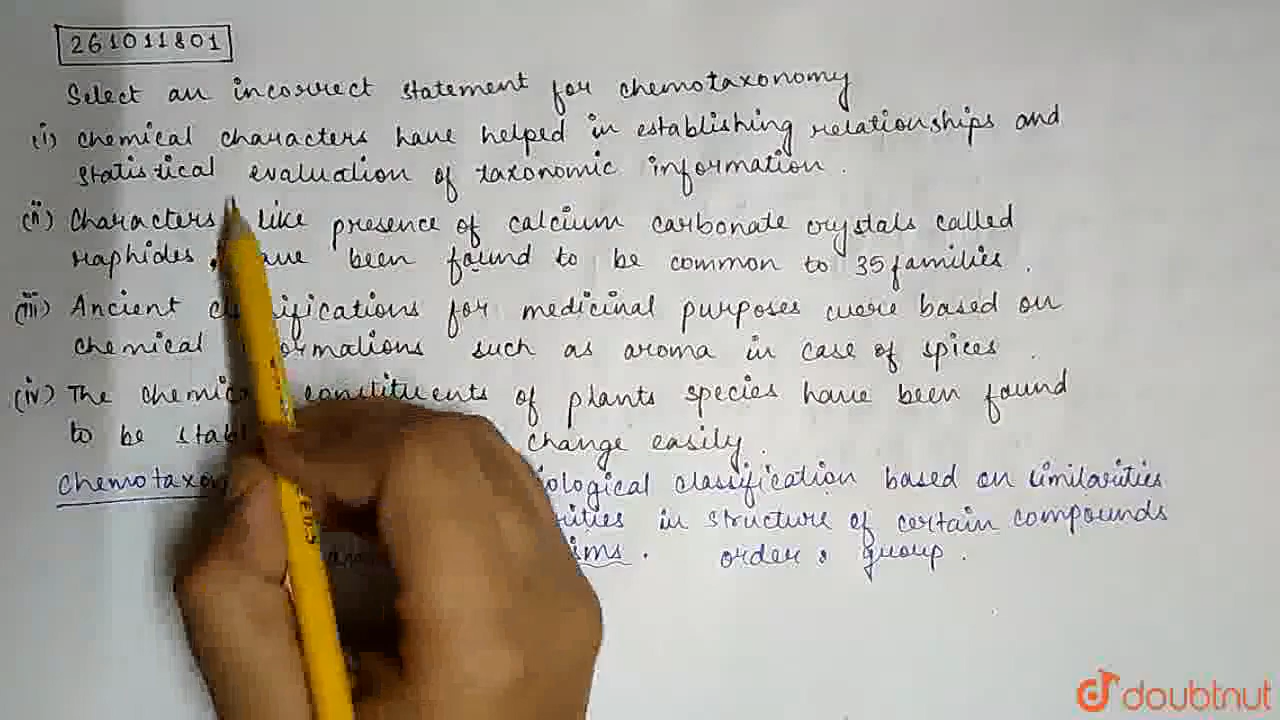 261011801
Select an incorrect statement for chemotaxonomy
(i) Chemical characters have helped in establishing relationships and
statistical evaluation of taxonomic information.
(ii) Characters like presence of calcium carbonate crystals called
raphides, have been found to be common to 35 families.
(iii) Ancient classifications for medicinal purposes were based on
chemical informations such as aroma in case of spices.
(iv) The chemical constituents of plants species have been found
to be change easily.
on similarities
in structure of certain compounds
order, group.
doubtnut